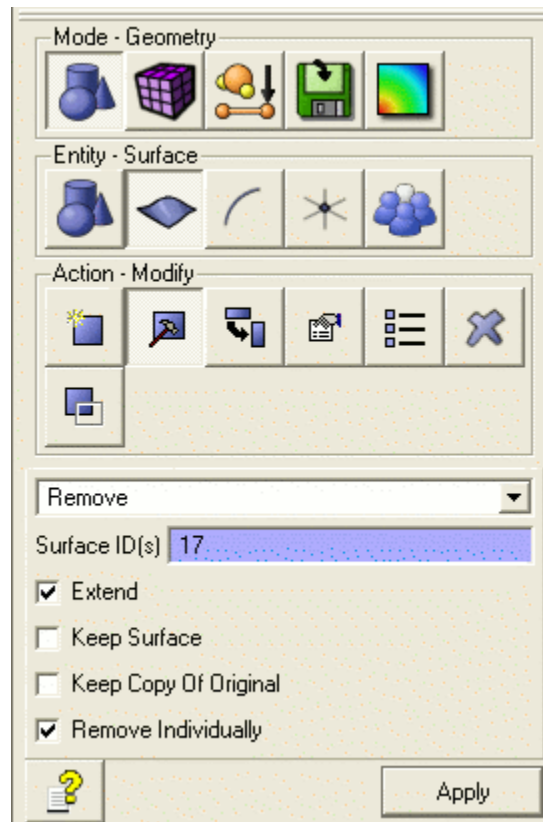 Mode - Geometry
Entity - Surface
Action - Modify
Remove
Surface ID(s) 17
Extend
Keep Surface
Keep Copy Of Original
Remove Individually
Apply